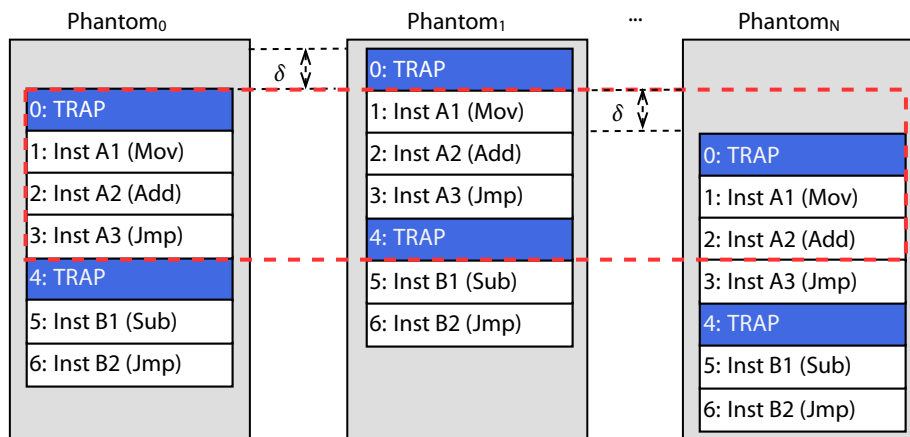 Phantom₀
Phantom₁
...
Phantom_N
δ
δ
0: TRAP
1: Inst A1 (Mov)
2: Inst A2 (Add)
3: Inst A3 (Jmp)
4: TRAP
5: Inst B1 (Sub)
6: Inst B2 (Jmp)
0: TRAP
1: Inst A1 (Mov)
2: Inst A2 (Add)
3: Inst A3 (Jmp)
4: TRAP
5: Inst B1 (Sub)
6: Inst B2 (Jmp)
0: TRAP
1: Inst A1 (Mov)
2: Inst A2 (Add)
3: Inst A3 (Jmp)
4: TRAP
5: Inst B1 (Sub)
6: Inst B2 (Jmp)